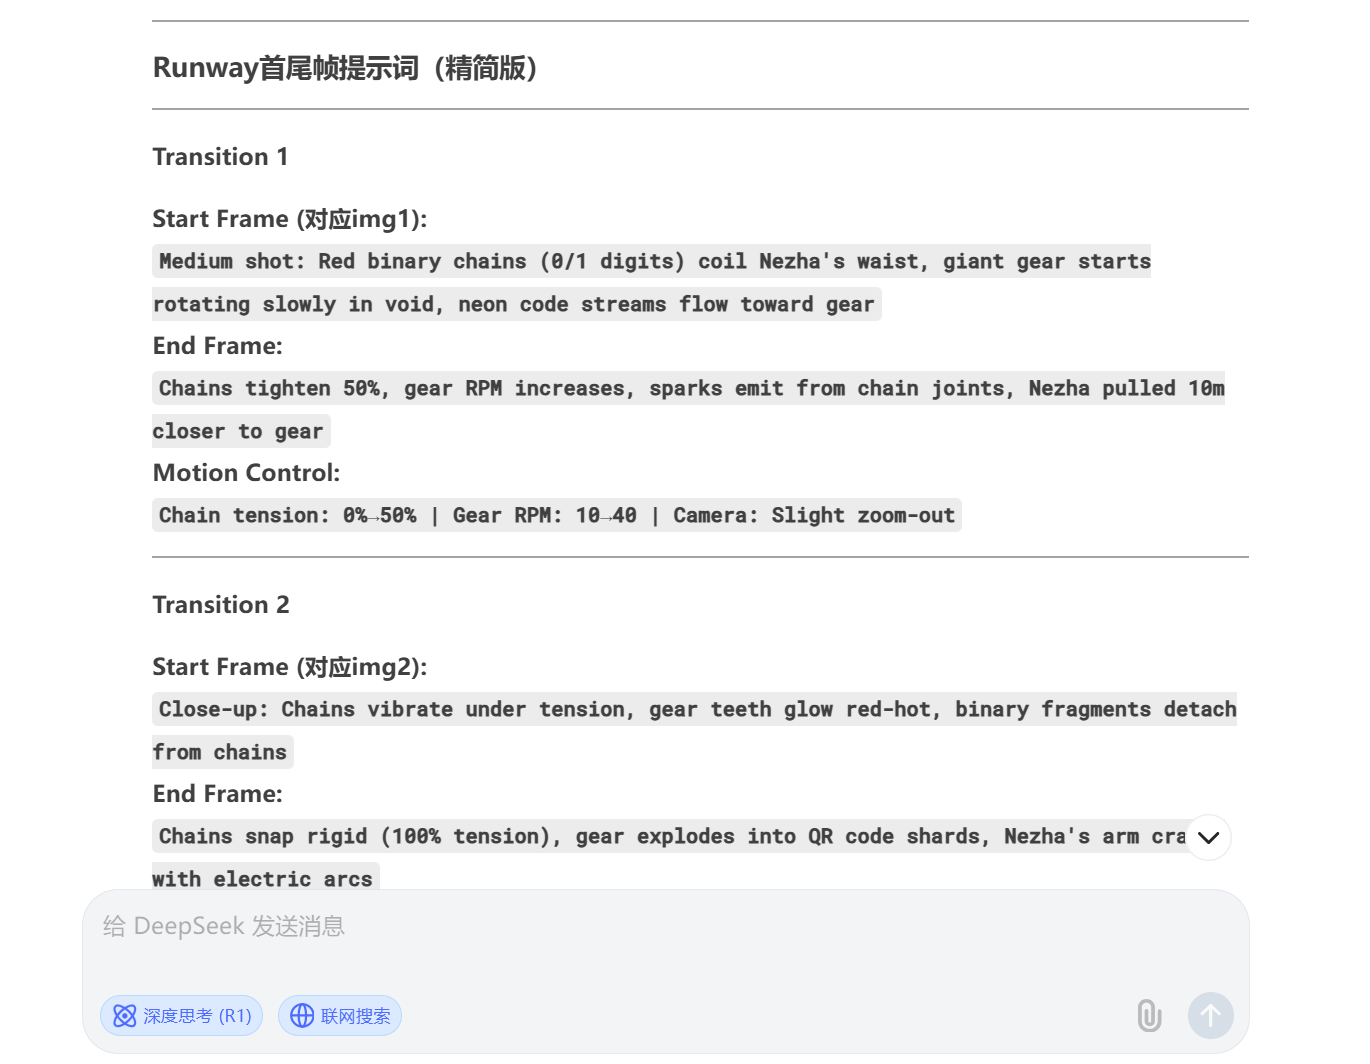 Runway首尾帧提示词（精简版）
Transition 1
Start Frame (对应img1):
Medium shot: Red binary chains (0/1 digits) coil Nezha's waist, giant gear starts
rotating slowly in void, neon code streams flow toward gear
End Frame:
Chains tighten 50%, gear RPM increases, sparks emit from chain joints, Nezha pulled 10m
closer to gear
Motion Control:
Chain tension: 0%→50% | Gear RPM: 10→40 | Camera: Slight zoom-out
Transition 2
Start Frame (对应img2):
Close-up: Chains vibrate under tension, gear teeth glow red-hot, binary fragments detach
from chains
End Frame:
Chains snap rigid (100% tension), gear explodes into QR code shards, Nezha's arm
with electric arcs
给 DeepSeek 发送消息
深度思考 (R1)
联网搜索